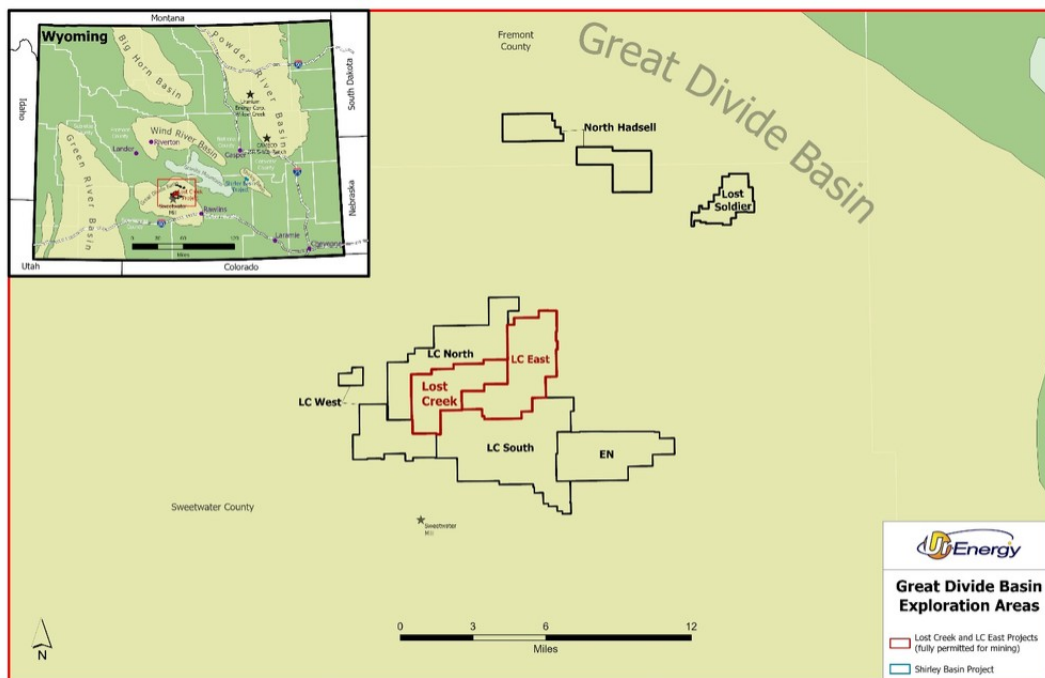 Montana
Wyoming
Idaho
South Dakota
Nebraska
Utah
Colorado
Big Horn Basin
Powder River Basin
Wind River Basin
Green River Basin
Riverton
Lander
Casper
Rawlins
Laramie
Cheyenne
Miles
Fremont
County
Great Divide Basin
North Hadsell
Lost
Soldier
LC North
LC East
Lost
Creek
LC West
LC South
EN
Sweetwater County
Sweetwater
Mill
N
0 3 6 12
Miles
Ur Energy
Great Divide Basin
Exploration Areas
Lost Creek and LC East Projects
(fully permitted for mining)
Shirley Basin Project